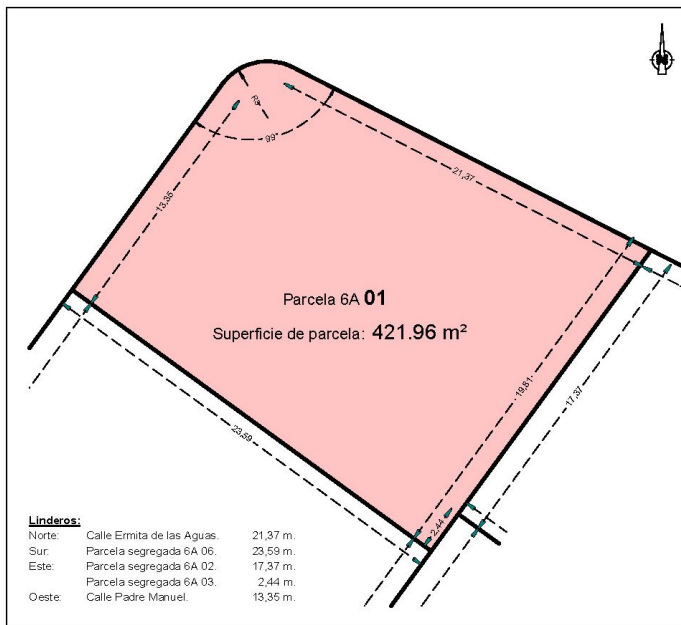 N
R3
99°
21,37
13,35
Parcela 6A 01
Superficie de parcela: 421.96 m²
19,81
17,37
23,59
2,44
Linderos:
Norte: Calle Ermita de las Aguas. 21,37 m.
Sur: Parcela segregada 6A 06. 23,59 m.
Este: Parcela segregada 6A 02. 17,37 m.
Parcela segregada 6A 03. 2,44 m.
Oeste: Calle Padre Manuel. 13,35 m.